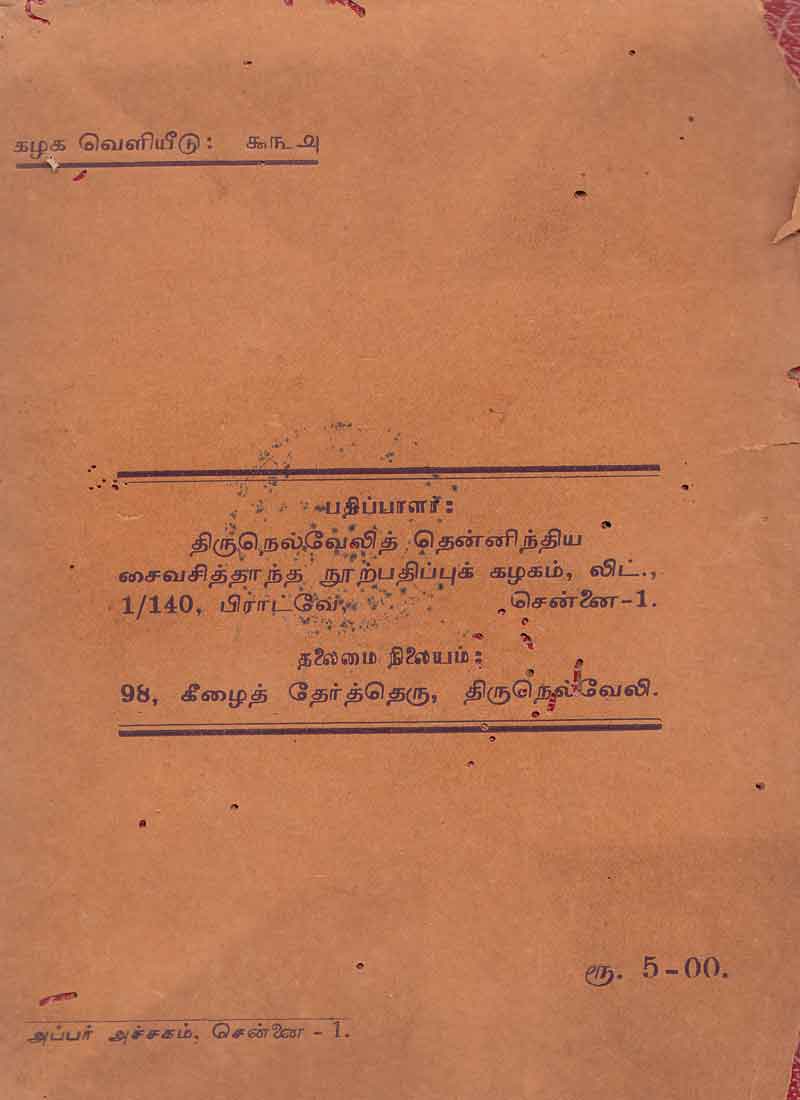 கழக வெளியீடு: ௯௩௮
பதிப்பாளர்:
திருநெல்வேலித் தென்னிந்திய
சைவசித்தாந்த நூற்பதிப்புக் கழகம், லிட்.,
1/140, பிராட்வே, சென்னை-1.
தலைமை நிலையம்:
98, கீழைத் தேர்த்தெரு, திருநெல்வேலி.
ரூ. 5-00.
அப்பர் அச்சகம், சென்னை - 1.